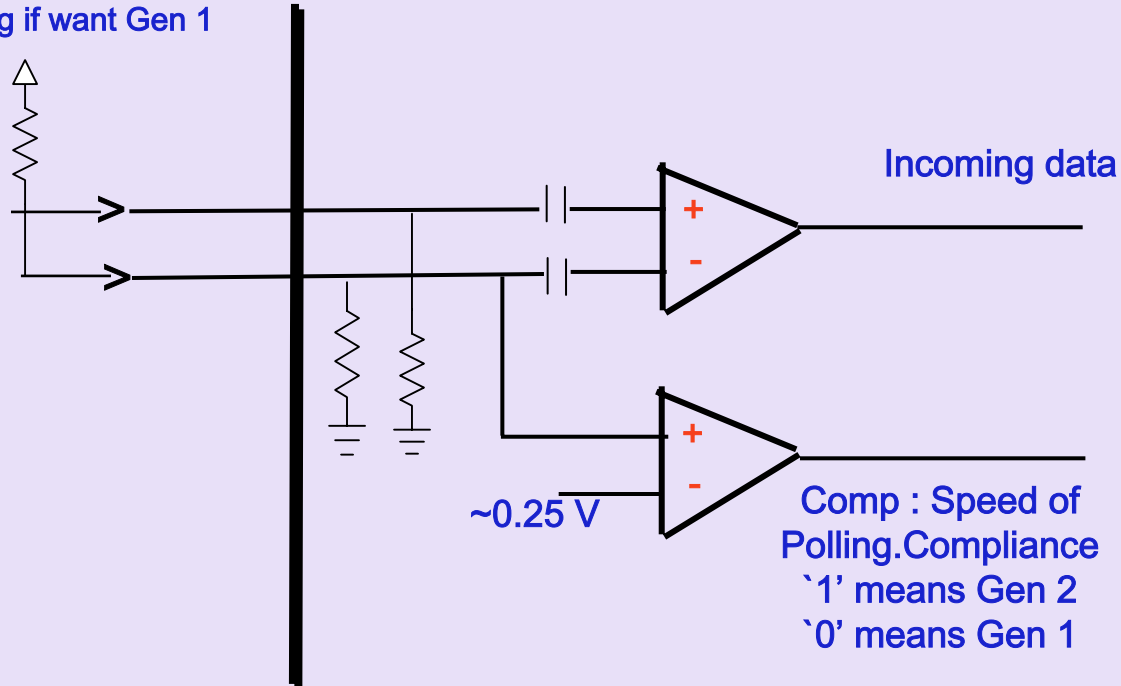 if want Gen 1
Incoming data
+
-
+
-
~0.25 V
Comp : Speed of
Polling.Compliance
`1’ means Gen 2
`0’ means Gen 1